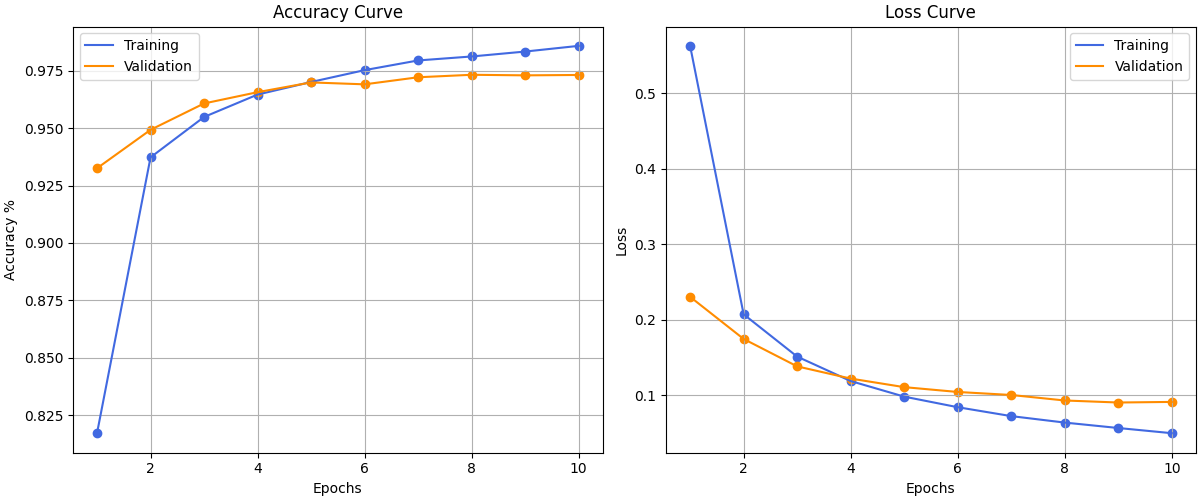 Accuracy Curve
Training
Validation
0.975
0.950
0.925
0.900
0.875
0.850
0.825
Accuracy %
2
4
6
8
10
Epochs
Loss Curve
Training
Validation
0.5
0.4
0.3
0.2
0.1
Loss
2
4
6
8
10
Epochs